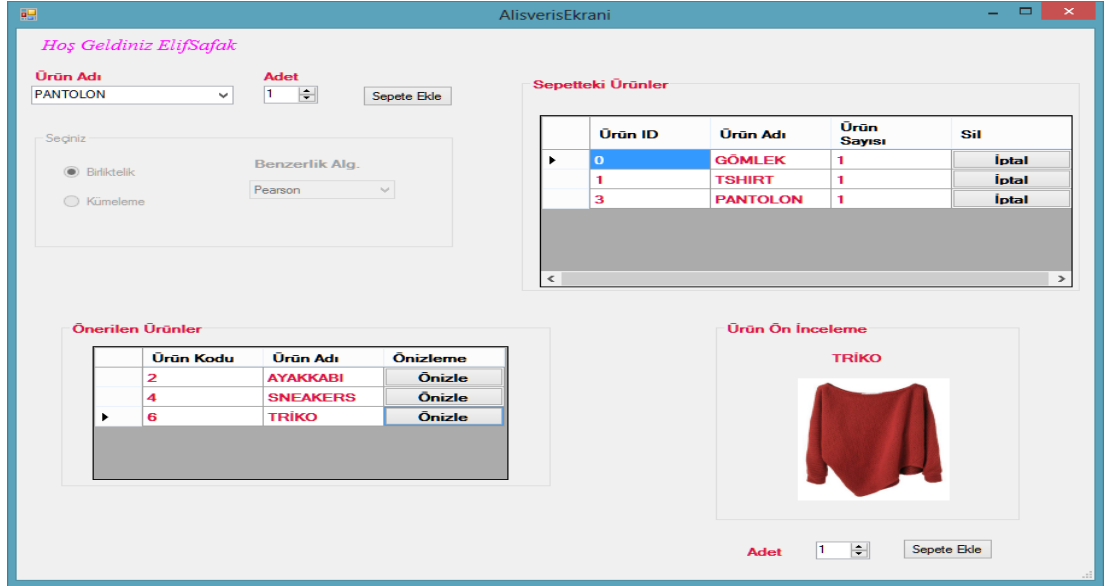 AlisverisEkrani
Hoş Geldiniz ElifSafak
Ürün Adı
Adet
PANTOLON
1
Sepete Ekle
Seçiniz
Birliktelik
Kümeleme
Benzerlik Alg.
Pearson
Sepetteki Ürünler
Ürün ID Ürün Adı Ürün Sayısı Sil
0 GÖMLEK 1 İptal
1 TSHIRT 1 İptal
3 PANTOLON 1 İptal
Önerilen Ürünler
Ürün Kodu Ürün Adı Önizleme
2 AYAKKABI Önizle
4 SNEAKERS Önizle
6 TRİKO Önizle
Ürün Ön İnceleme
TRİKO
Adet 1 Sepete Ekle